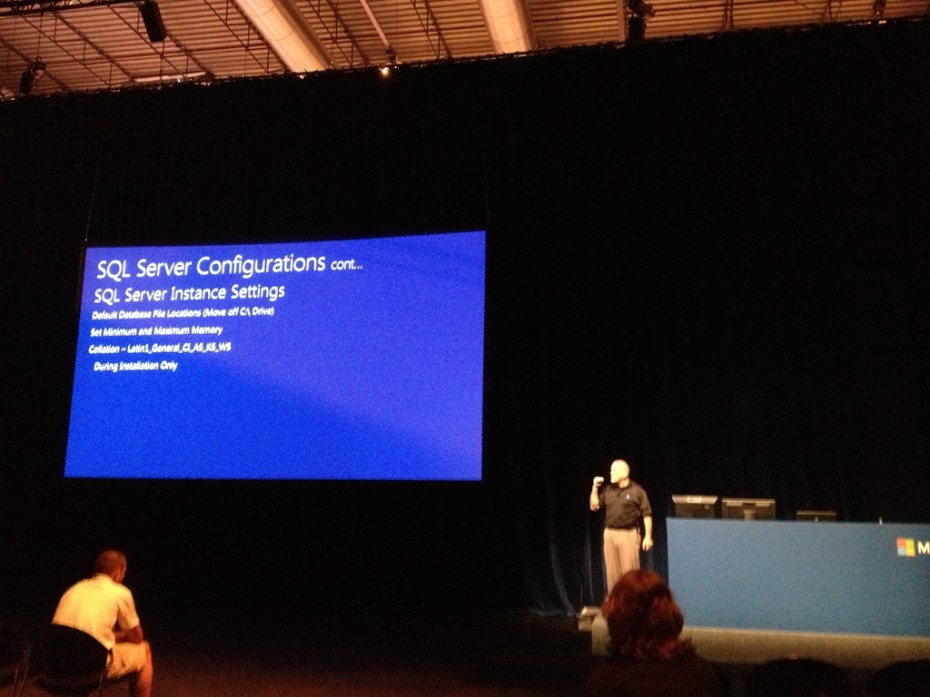 SQL Server Configurations cont...
SQL Server Instance Settings
Default Database File Locations (Move off C:\ Drive)
Set Minimum and Maximum Memory
Collation – Latin1_General_CI_AS_KS_WS
During Installation Only
M